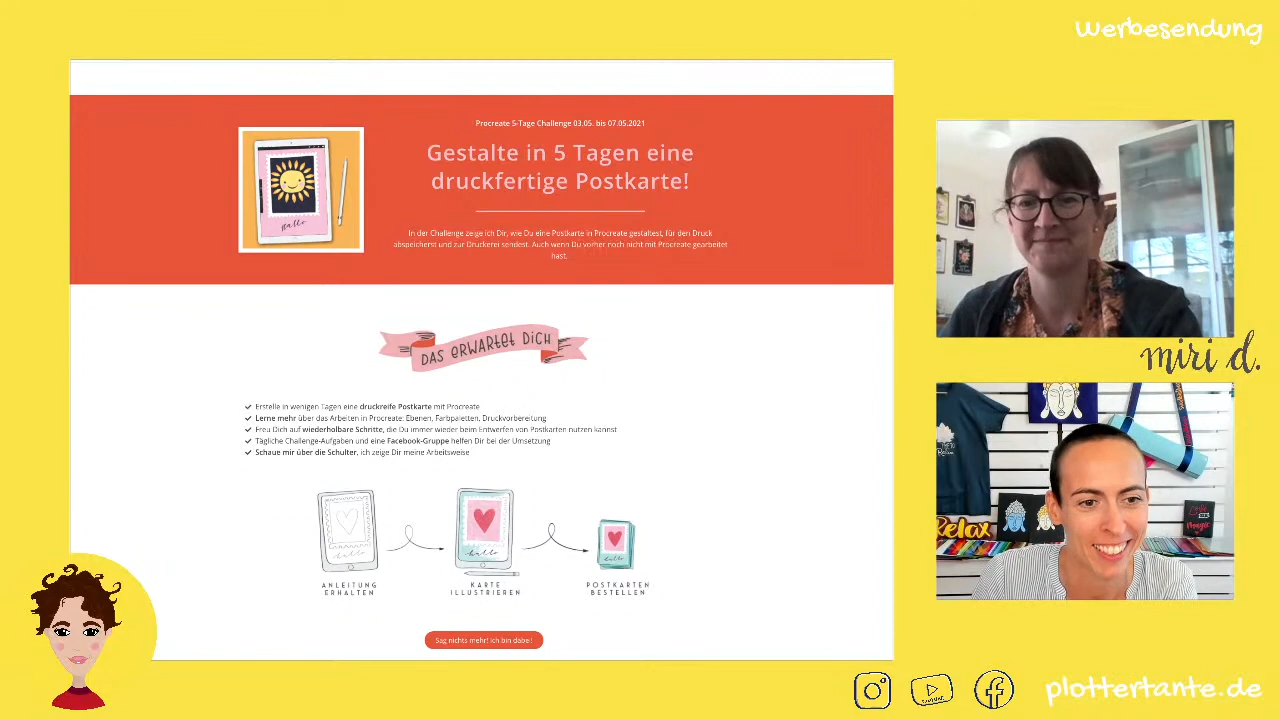 Werbesendung
Procreate 5-Tage Challenge 03.05. bis 07.05.2021
Gestalte in 5 Tagen eine
druckfertige Postkarte!
In der Challenge zeige ich Dir, wie Du eine Postkarte in Procreate gestaltest, für den Druck
abspeicherst und zur Druckerei sendest. Auch wenn Du vorher noch nicht mit Procreate gearbeitet
hast.
hallo
DAS ERWARTET DICH
Erstelle in wenigen Tagen eine druckreife Postkarte mit Procreate
Lerne mehr über das Arbeiten in Procreate: Ebenen, Farbpaletten, Druckvorbereitung
Freu Dich auf wiederholbare Schritte, die Du immer wieder beim Entwerfen von Postkarten nutzen kannst
Tägliche Challenge-Aufgaben und eine Facebook-Gruppe helfen Dir bei der Umsetzung
Schaue mir über die Schulter, ich zeige Dir meine Arbeitsweise
hallo
hallo
hallo
ANLEITUNG
ERHALTEN
KARTE
ILLUSTRIEREN
POSTKARTEN
BESTELLEN
Sag nichts mehr! Ich bin dabei!
miri d.
Relax
Relax
plottertante.de